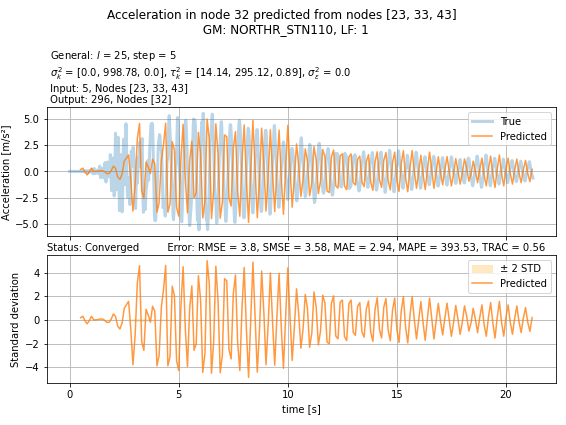 Acceleration in node 32 predicted from nodes [23, 33, 43]
GM: NORTHR_STN110, LF: 1
General: l = 25, step = 5
σ²ₖ = [0.0, 998.78, 0.0], τ²ₖ = [14.14, 295.12, 0.89], σ²ε = 0.0
Input: 5, Nodes [23, 33, 43]
Output: 296, Nodes [32]
Acceleration [m/s²]
5.0
2.5
0.0
−2.5
−5.0
True
Predicted
Status: Converged Error: RMSE = 3.8, SMSE = 3.58, MAE = 2.94, MAPE = 393.53, TRAC = 0.56
Standard deviation
4
2
0
−2
−4
± 2 STD
Predicted
0 5 10 15 20
time [s]